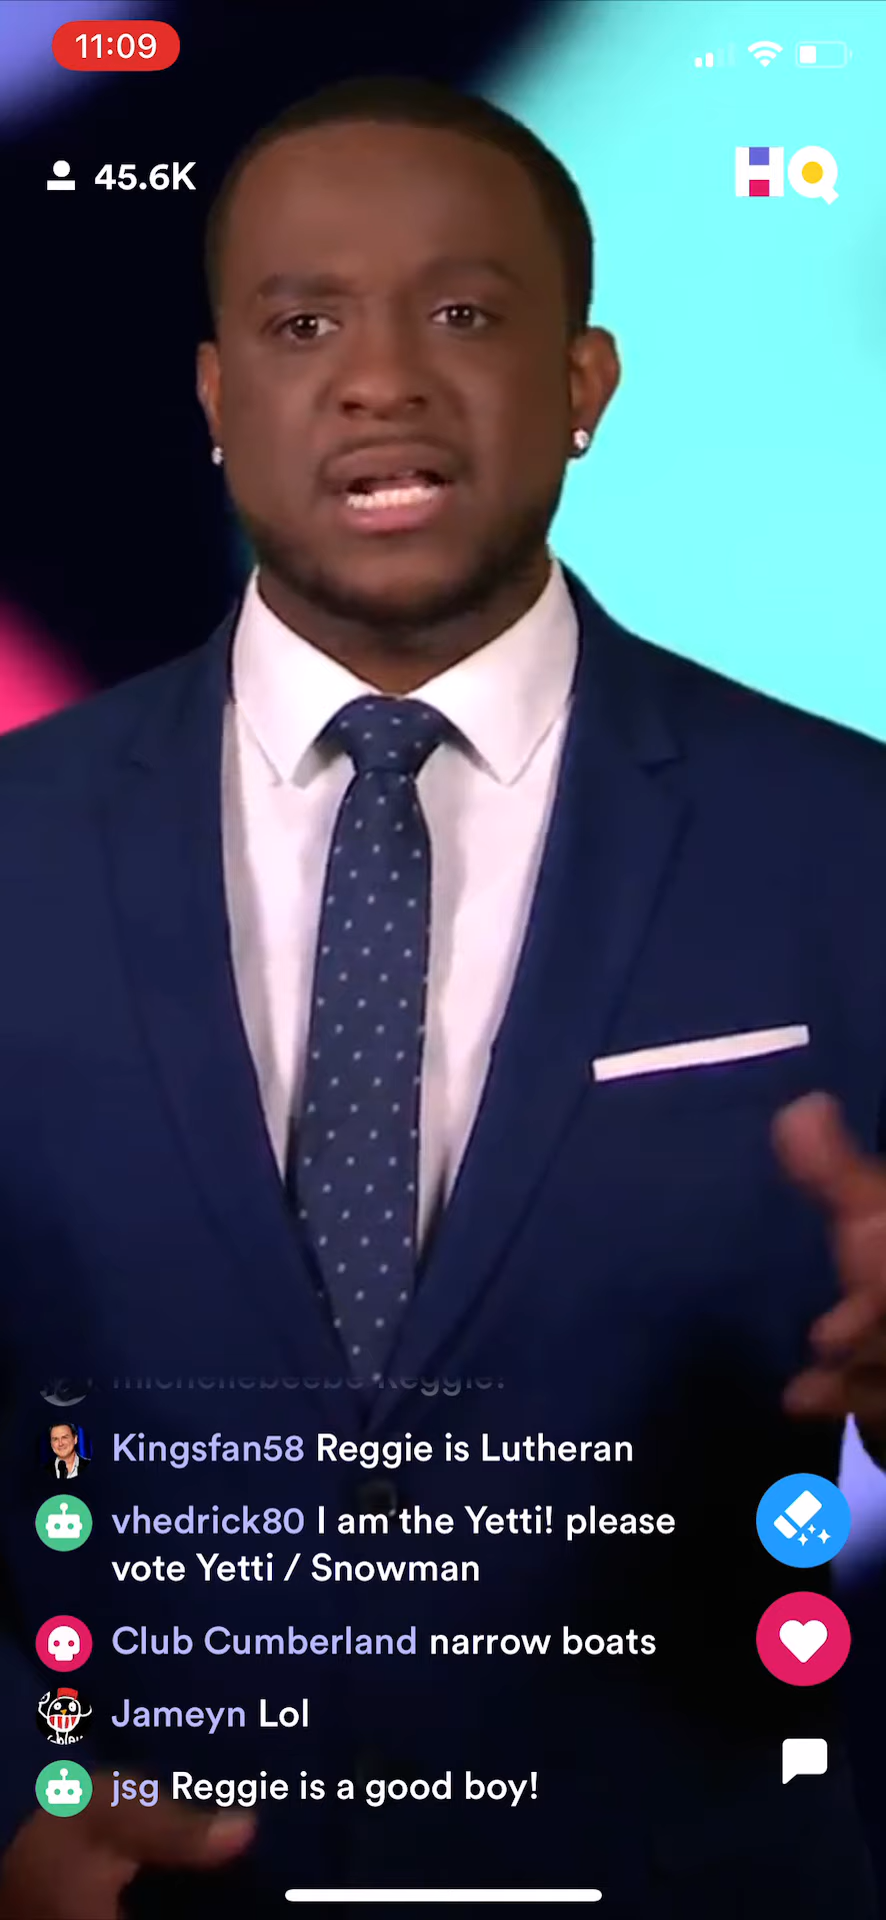 11:09
45.6K
HQ
Kingsfan58 Reggie is Lutheran
vhedrick80 I am the Yetti! please
vote Yetti / Snowman
Club Cumberland narrow boats
Jameyn Lol
jsg Reggie is a good boy!